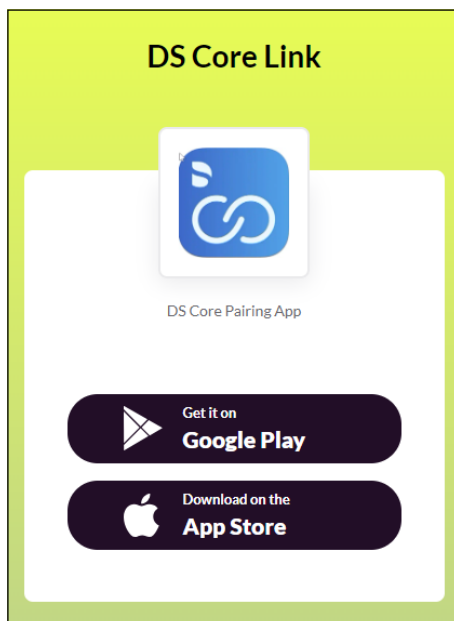 DS Core Link
DS Core Pairing App
Get it on
Google Play
Download on the
App Store